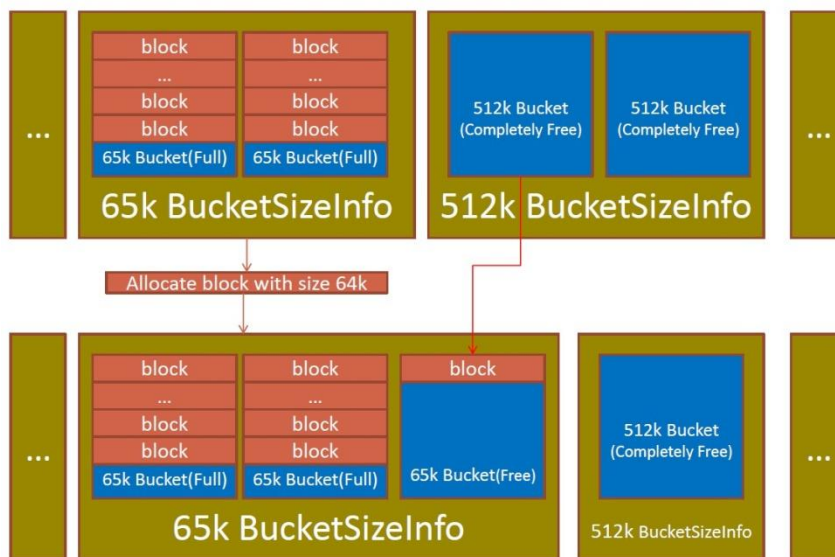 ...
block
...
block
block
65k Bucket(Full)
block
...
block
block
65k Bucket(Full)
65k BucketSizeInfo
512k Bucket
(Completely Free)
512k Bucket
(Completely Free)
512k BucketSizeInfo
...
Allocate block with size 64k
...
block
...
block
block
65k Bucket(Full)
block
...
block
block
65k Bucket(Full)
block
65k Bucket(Free)
65k BucketSizeInfo
512k Bucket
(Completely Free)
512k BucketSizeInfo
...